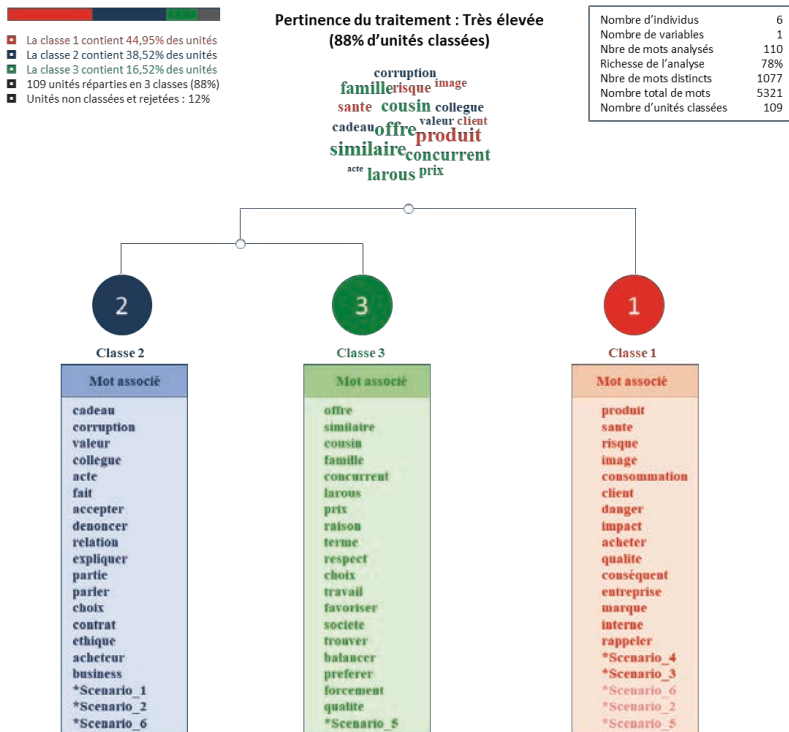 La classe 1 contient 44,95% des unités
La classe 2 contient 38,52% des unités
La classe 3 contient 16,52% des unités
109 unités réparties en 3 classes (88%)
Unités non classées et rejetées : 12%
Pertinence du traitement : Très élevée
(88% d'unités classées)
Nombre d'individus 6
Nombre de variables 1
Nbre de mots analysés 110
Richesse de l'analyse 78%
Nbre de mots distincts 1077
Nombre total de mots 5321
Nombre d'unités classées 109
corruption
famille risque image
sante cousin collegue
cadeau offre valeur client
produit
similaire concurrent
acte larous prix
2
Classe 2
Mot associé
cadeau
corruption
valeur
collegue
acte
fait
accepter
denoncer
relation
expliquer
partie
parler
choix
contrat
ethique
acheteur
business
*Scenario_1
*Scenario_2
*Scenario_6
3
Classe 3
Mot associé
offre
similaire
cousin
famille
concurrent
larous
prix
raison
terme
respect
choix
travail
favoriser
societe
trouver
balancer
preferer
forcement
qualite
*Scenario_5
1
Classe 1
Mot associé
produit
sante
risque
image
consommation
client
danger
impact
acheter
qualite
conséquent
entreprise
marque
interne
rappeler
*Scenario_4
*Scenario_3
*Scenario_6
*Scenario_2
*Scenario_5